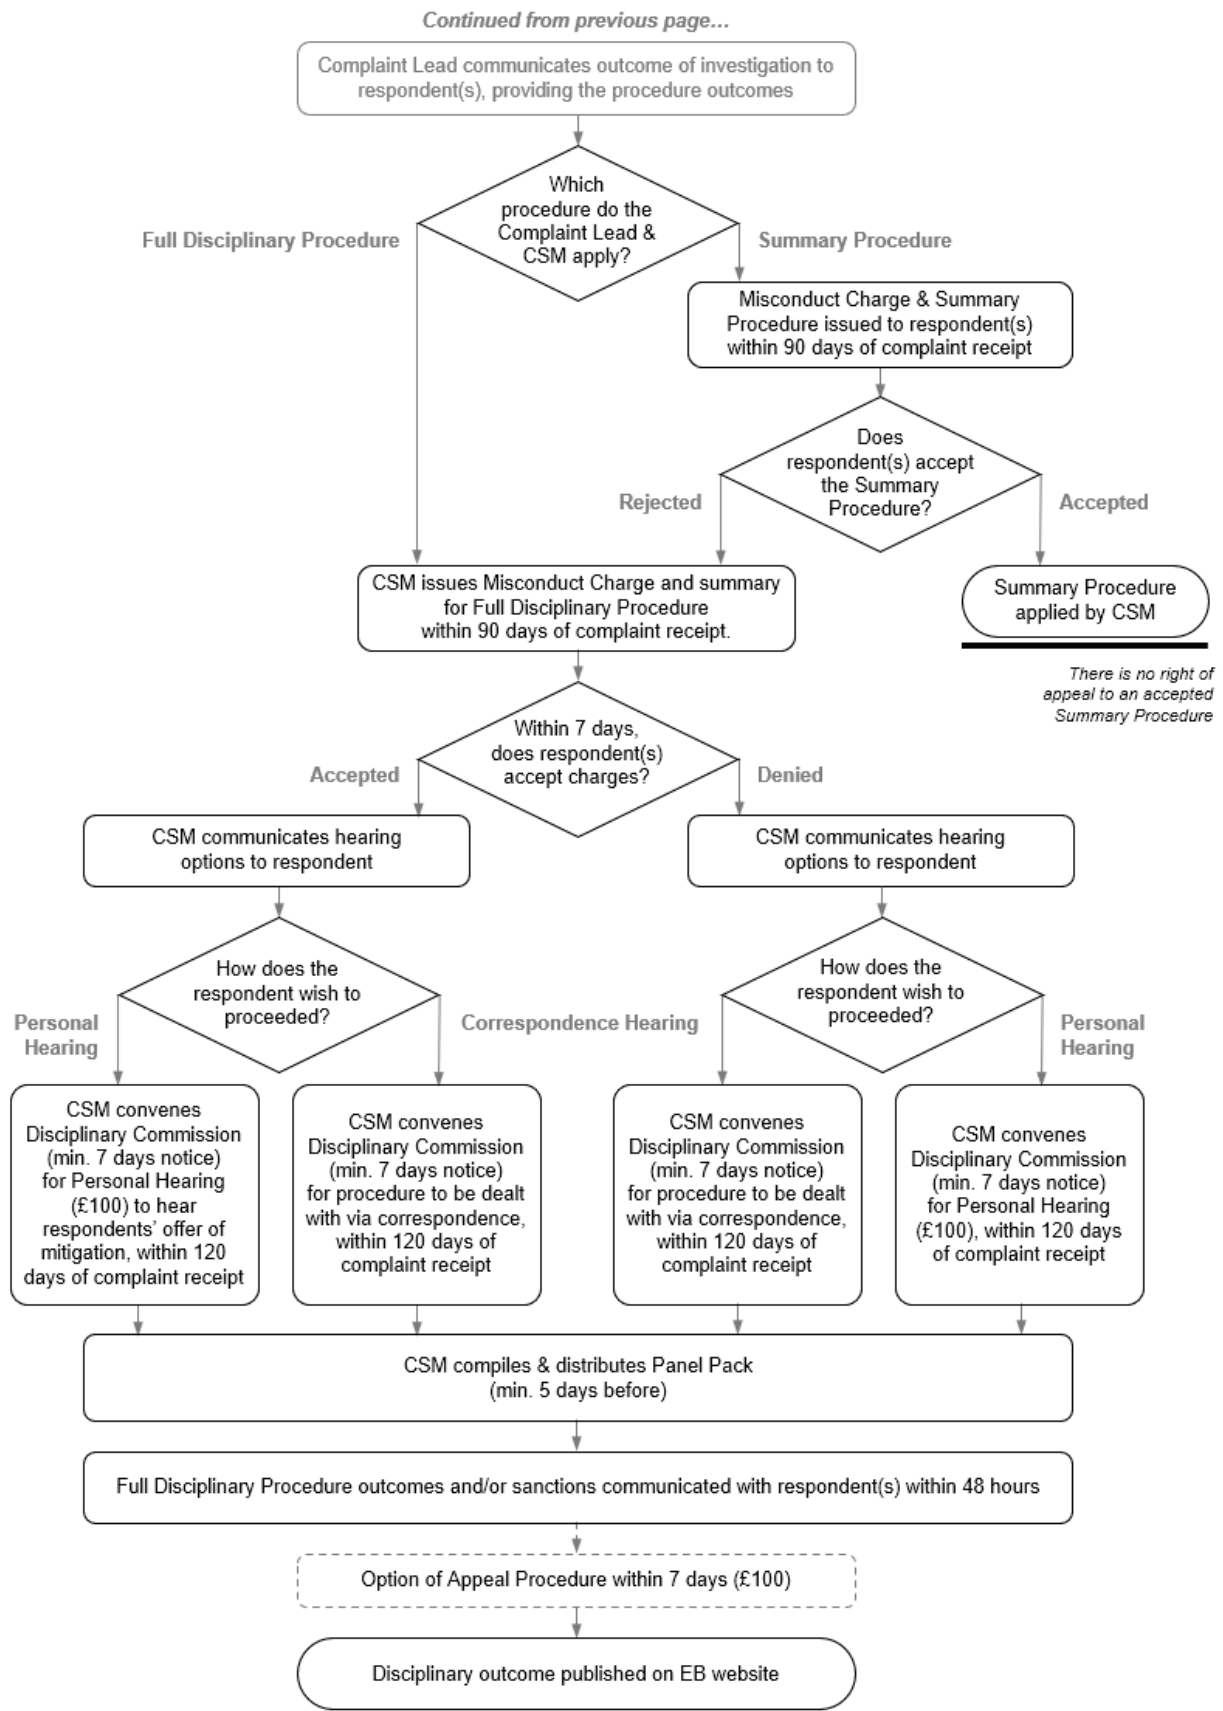 Continued from previous page...
Complaint Lead communicates outcome of investigation to
respondent(s), providing the procedure outcomes
Which
procedure do the
Complaint Lead &
CSM apply?
Full Disciplinary Procedure
Summary Procedure
Misconduct Charge & Summary
Procedure issued to respondent(s)
within 90 days of complaint receipt
Does
respondent(s) accept
the Summary
Procedure?
Rejected
Accepted
CSM issues Misconduct Charge and summary
for Full Disciplinary Procedure
within 90 days of complaint receipt.
Summary Procedure
applied by CSM
There is no right of
appeal to an accepted
Summary Procedure
Within 7 days,
does respondent(s)
accept charges?
Accepted
Denied
CSM communicates hearing
options to respondent
CSM communicates hearing
options to respondent
How does the
respondent wish to
proceeded?
How does the
respondent wish to
proceeded?
Personal
Hearing
Correspondence Hearing
Personal
Hearing
CSM convenes
Disciplinary Commission
(min. 7 days notice)
for Personal Hearing
(£100) to hear
respondents' offer of
mitigation, within 120
days of complaint receipt
CSM convenes
Disciplinary Commission
(min. 7 days notice)
for procedure to be dealt
with via correspondence,
within 120 days of
complaint receipt
CSM convenes
Disciplinary Commission
(min. 7 days notice)
for procedure to be dealt
with via correspondence,
within 120 days of
complaint receipt
CSM convenes
Disciplinary Commission
(min. 7 days notice)
for Personal Hearing
(£100), within 120 days
of complaint receipt
CSM compiles & distributes Panel Pack
(min. 5 days before)
Full Disciplinary Procedure outcomes and/or sanctions communicated with respondent(s) within 48 hours
Option of Appeal Procedure within 7 days (£100)
Disciplinary outcome published on EB website